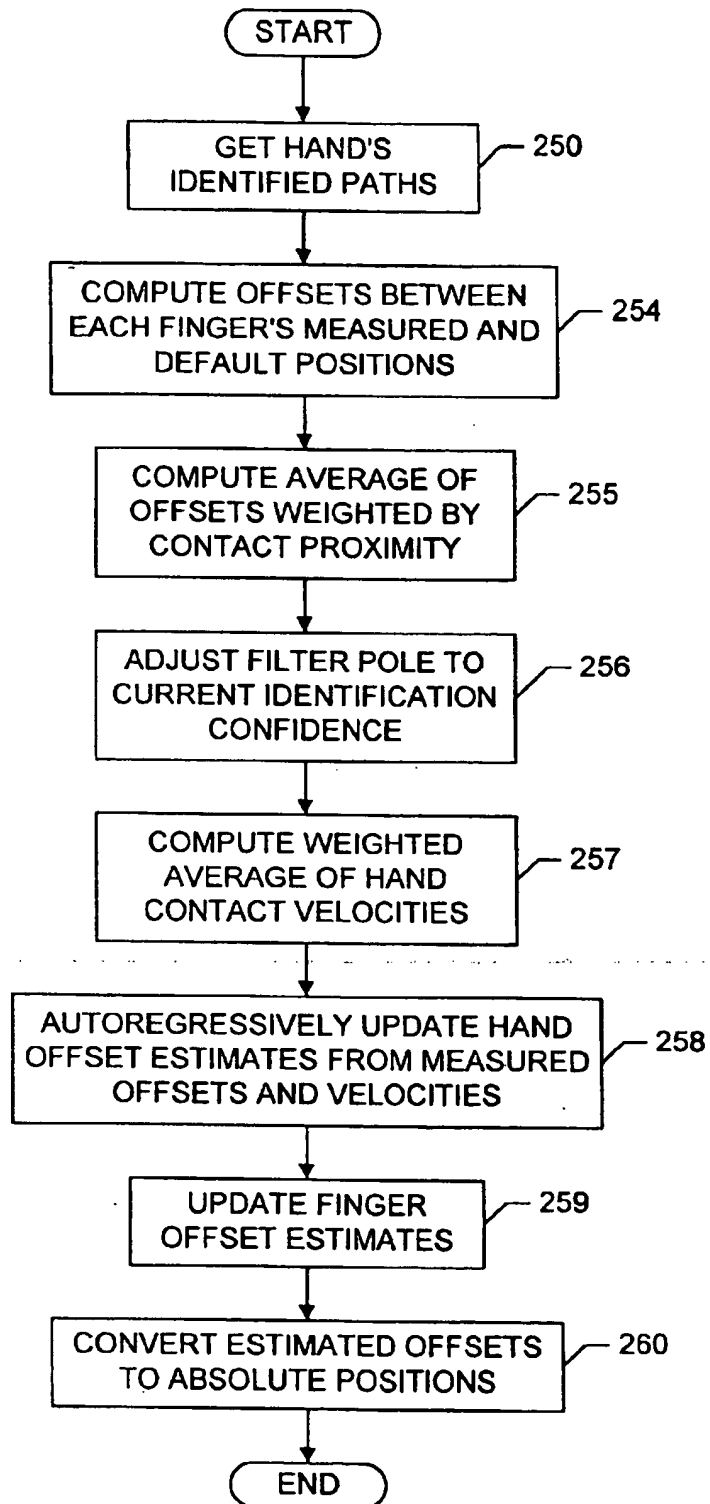 START
GET HAND'S
IDENTIFIED PATHS
250
COMPUTE OFFSETS BETWEEN
EACH FINGER'S MEASURED AND
DEFAULT POSITIONS
254
COMPUTE AVERAGE OF
OFFSETS WEIGHTED BY
CONTACT PROXIMITY
255
ADJUST FILTER POLE TO
CURRENT IDENTIFICATION
CONFIDENCE
256
COMPUTE WEIGHTED
AVERAGE OF HAND
CONTACT VELOCITIES
257
AUTOREGRESSIVELY UPDATE HAND
OFFSET ESTIMATES FROM MEASURED
OFFSETS AND VELOCITIES
258
UPDATE FINGER
OFFSET ESTIMATES
259
CONVERT ESTIMATED OFFSETS
TO ABSOLUTE POSITIONS
260
END